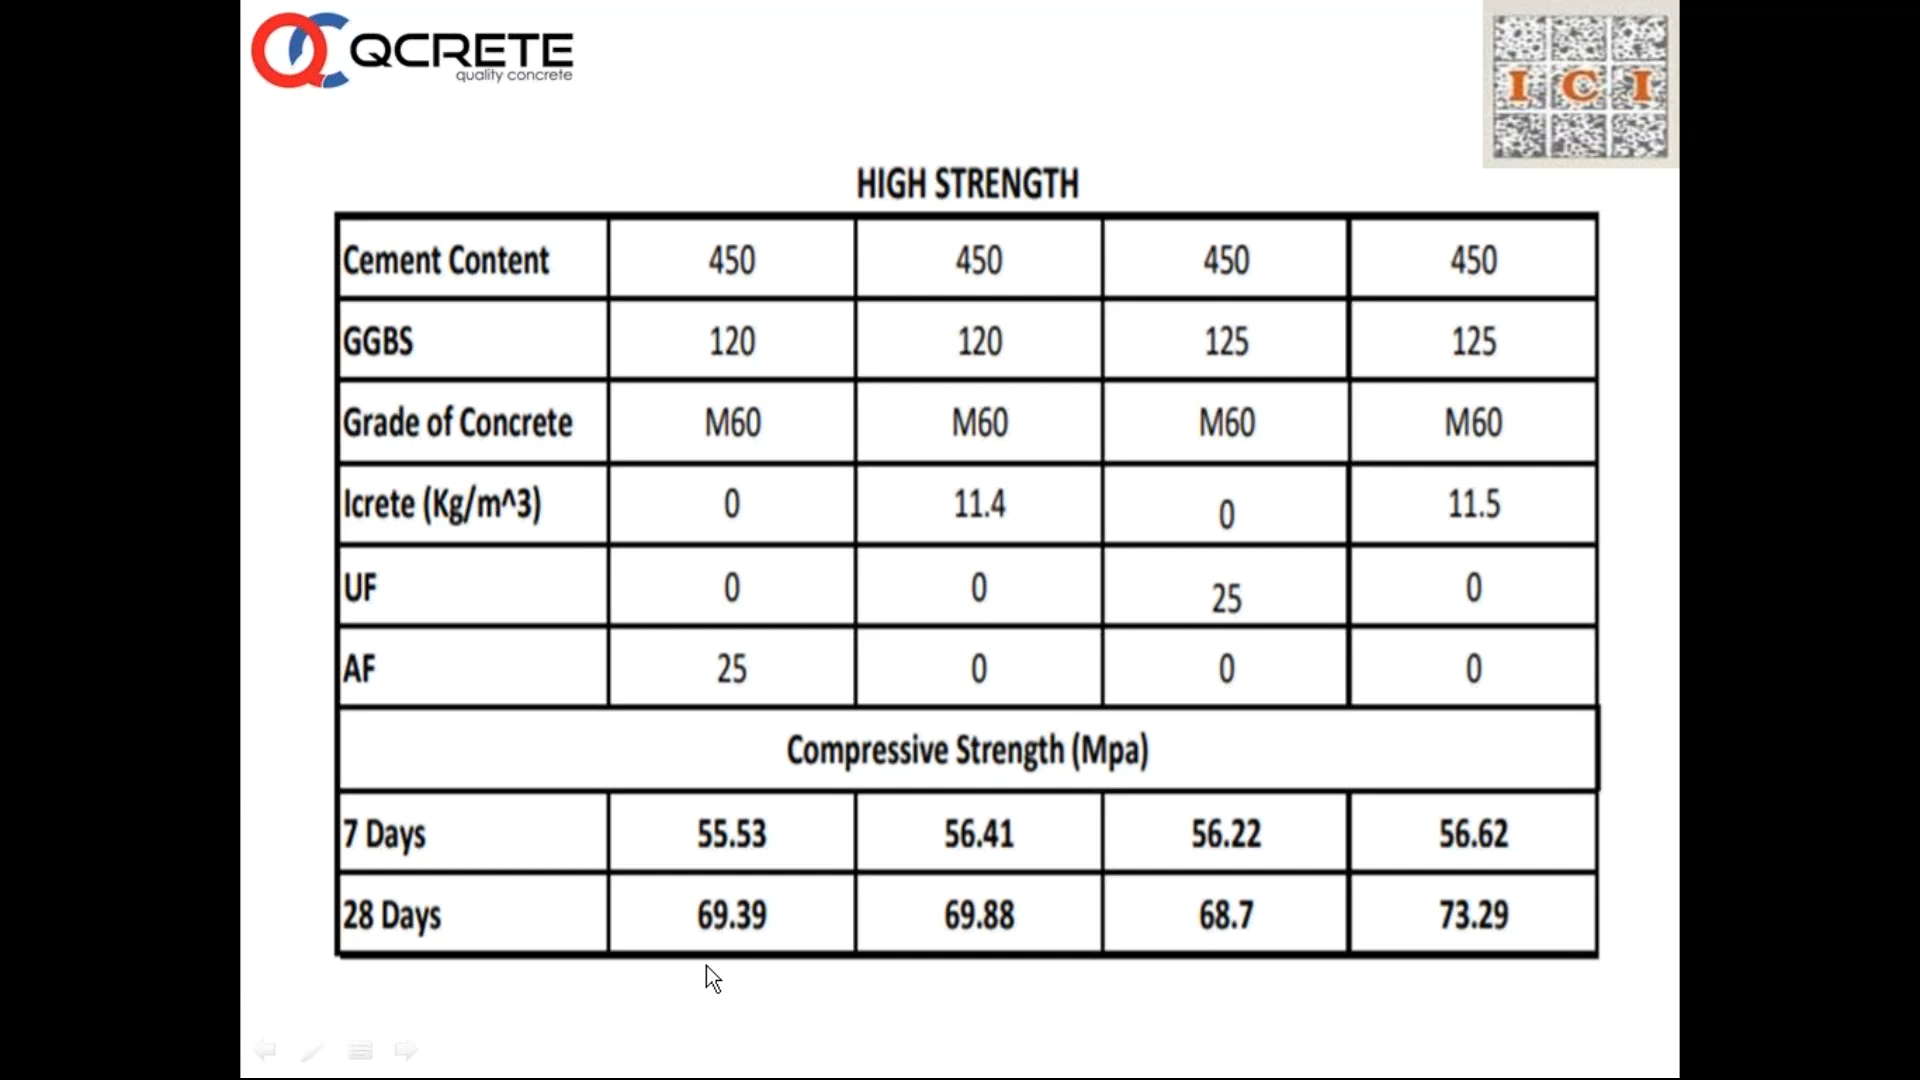 QCRETE
quality concrete
I C I
HIGH STRENGTH
Cement Content 450 450 450 450
GGBS 120 120 125 125
Grade of Concrete M60 M60 M60 M60
Icrete (Kg/m^3) 0 11.4 0 11.5
UF 0 0 25 0
AF 25 0 0 0
Compressive Strength (Mpa)
7 Days 55.53 56.41 56.22 56.62
28 Days 69.39 69.88 68.7 73.29